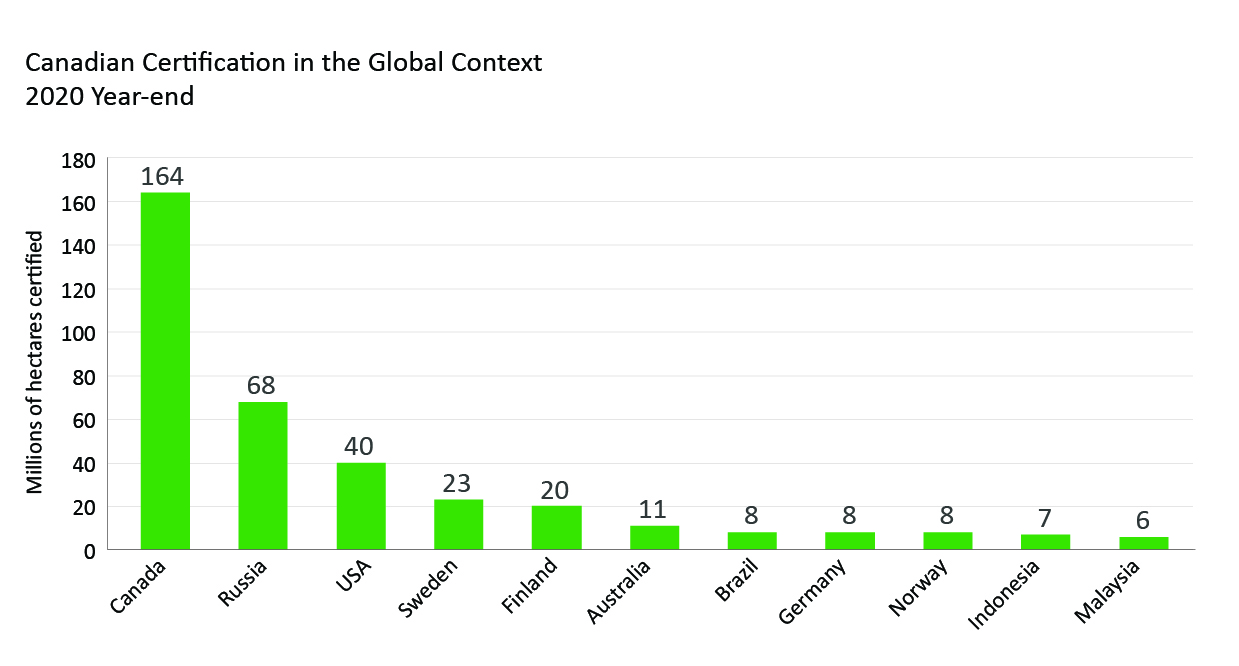 Canadian Certification in the Global Context
2020 Year-end
Millions of hectares certified
180
160
140
120
100
80
60
40
20
0
164
68
40
23
20
11
8
8
8
7
6
Canada
Russia
USA
Sweden
Finland
Australia
Brazil
Germany
Norway
Indonesia
Malaysia